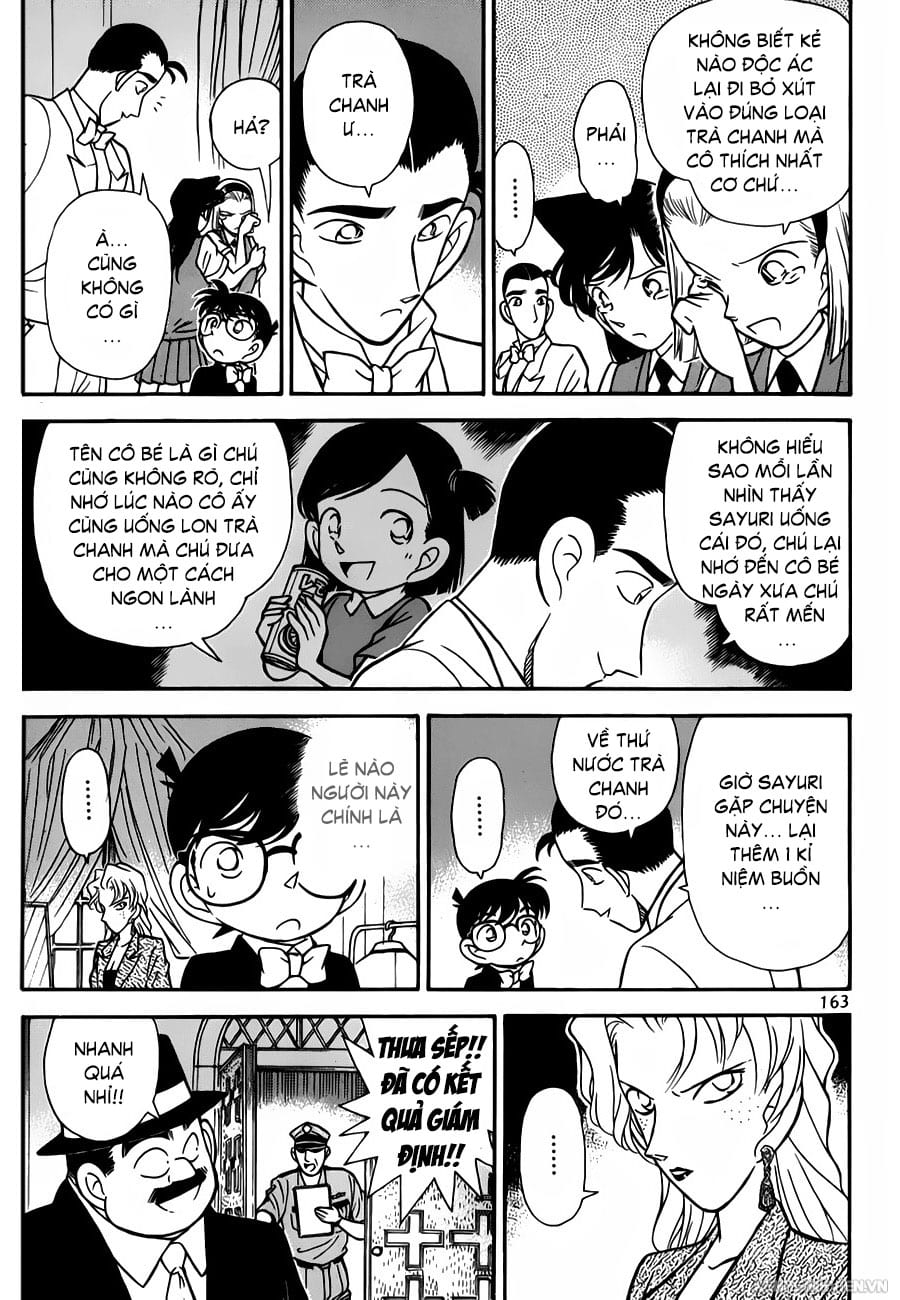 KHÔNG BIẾT KẺ
NÀO ĐỘC ÁC
LẠI ĐI BỎ XÚT
VÀO ĐÚNG LOẠI
TRÀ CHANH MÀ
CÔ THÍCH NHẤT
CƠ CHỨ...
PHẢI
...
......
TRÀ
CHANH
Ư...
HẢ?
À...
CŨNG
KHÔNG
CÓ GÌ
...
KHÔNG HIỂU
SAO MỖI LẦN
NHÌN THẤY
SAYURI UỐNG
CÁI ĐÓ, CHÚ LẠI
NHỚ ĐẾN CÔ BÉ
NGÀY XƯA CHÚ
RẤT MẾN
...
TÊN CÔ BÉ LÀ GÌ CHÚ
CŨNG KHÔNG RÕ, CHỈ
NHỚ LÚC NÀO CÔ ẤY
CŨNG UỐNG LON TRÀ
CHANH MÀ CHÚ ĐƯA
CHO MỘT CÁCH
NGON LÀNH
...
GIỜ SAYURI
GẶP CHUYỆN
NÀY... LẠI
THÊM 1 KỈ
NIỆM BUỒN
...
VỀ THỨ
NƯỚC TRÀ
CHANH
ĐÓ...
......
LẼ NÀO
NGƯỜI NÀY
CHÍNH LÀ
...
......
163
......
THƯA SẾP!!
ĐÃ CÓ KẾT
QUẢ GIÁM
ĐỊNH!!
NHANH
QUÁ
NHỈ!!